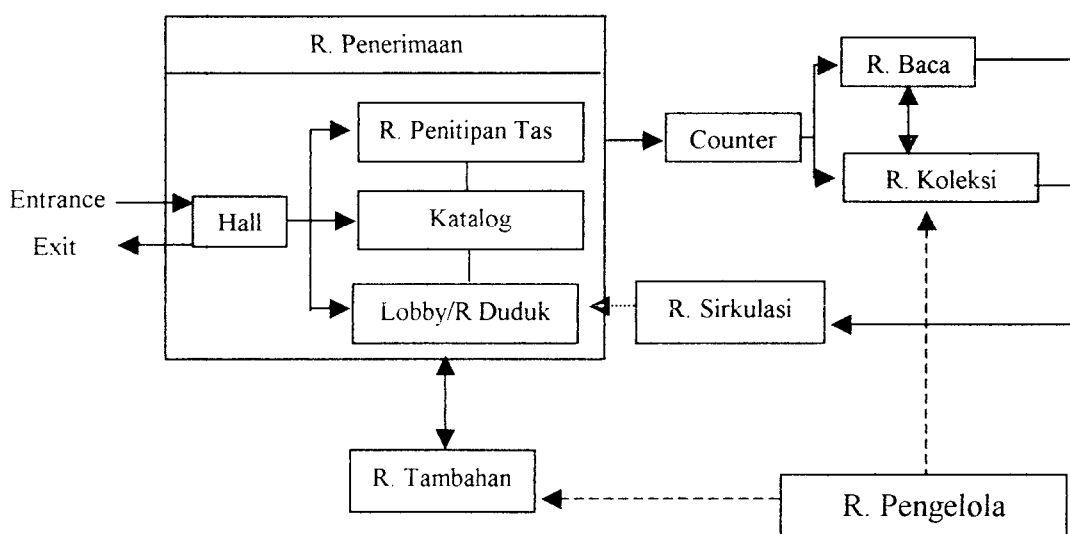 R. Penerimaan
R. Baca
R. Penitipan Tas
Counter
R. Koleksi
Entrance
Hall
Katalog
Exit
Lobby/R Duduk
R. Sirkulasi
R. Tambahan
R. Pengelola